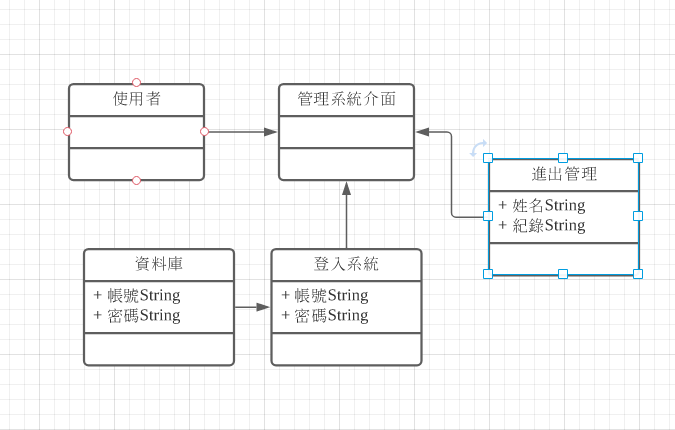 使用者
管理系統介面
進出管理
+ 姓名String
+ 紀錄String
資料庫
+ 帳號String
+ 密碼String
登入系統
+ 帳號String
+ 密碼String